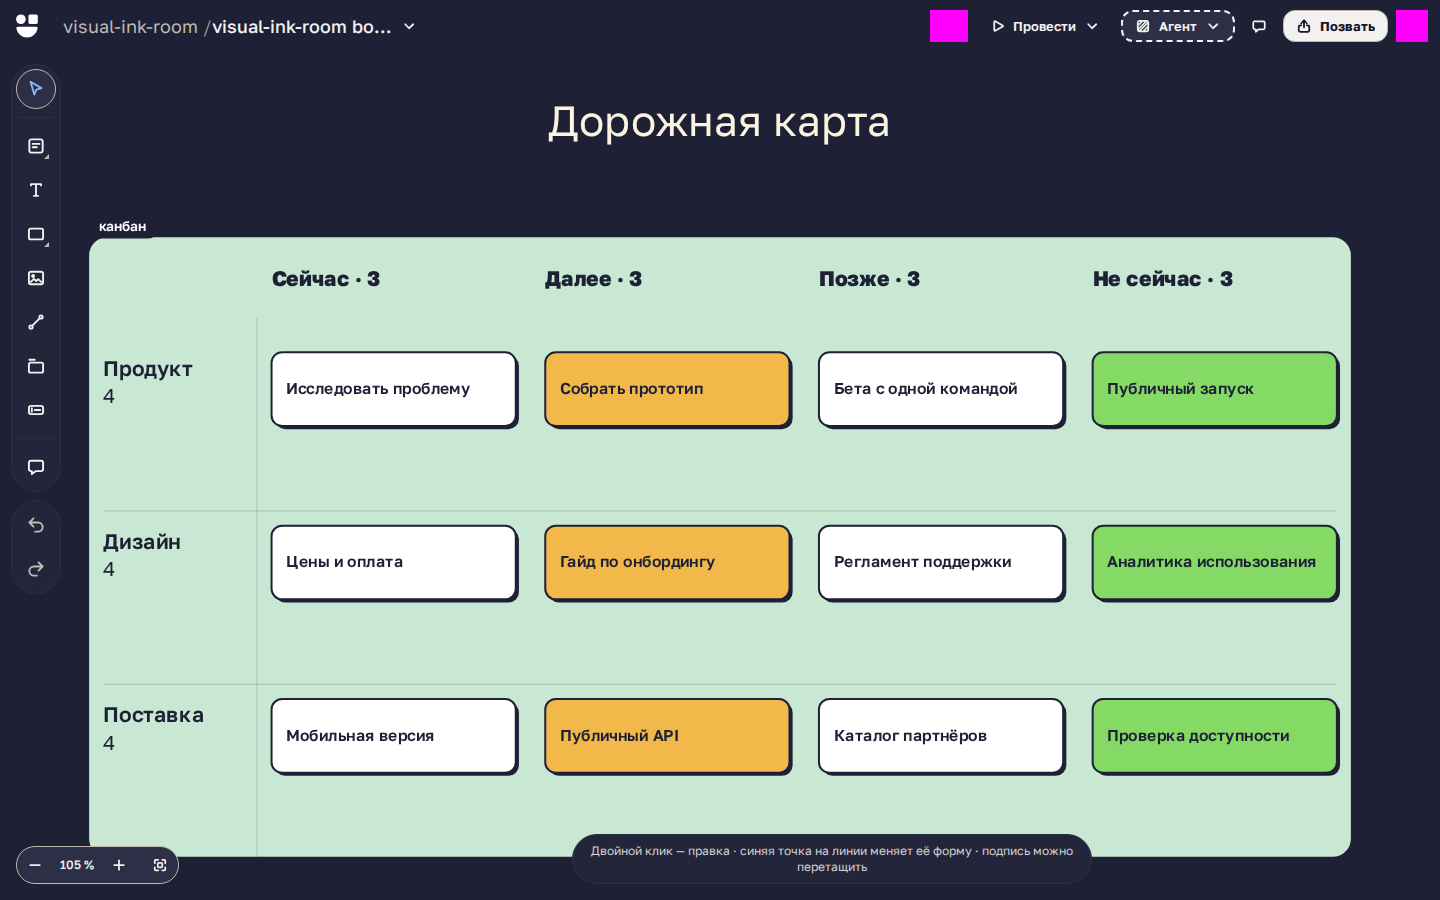 visual-ink-room /visual-ink-room bo...
Провести
Агент
Позвать
Дорожная карта
канбан
Сейчас · 3
Далее · 3
Позже · 3
Не сейчас · 3
Продукт
4
Исследовать проблему
Собрать прототип
Бета с одной командой
Публичный запуск
Дизайн
4
Цены и оплата
Гайд по онбордингу
Регламент поддержки
Аналитика использования
Поставка
4
Мобильная версия
Публичный API
Каталог партнёров
Проверка доступности
105 %
Двойной клик — правка · синяя точка на линии меняет её форму · подпись можно
перетащить